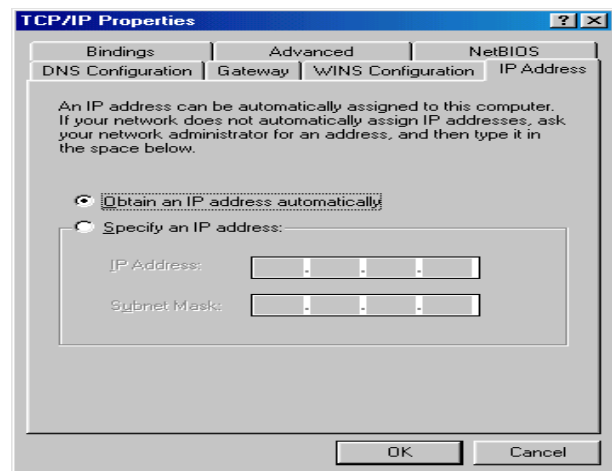 TCP/IP Properties
Bindings Advanced NetBIOS
DNS Configuration Gateway WINS Configuration IP Address
An IP address can be automatically assigned to this computer.
If your network does not automatically assign IP addresses, ask
your network administrator for an address, and then type it in
the space below.
Obtain an IP address automatically
Specify an IP address:
IP Address:
Subnet Mask:
OK Cancel